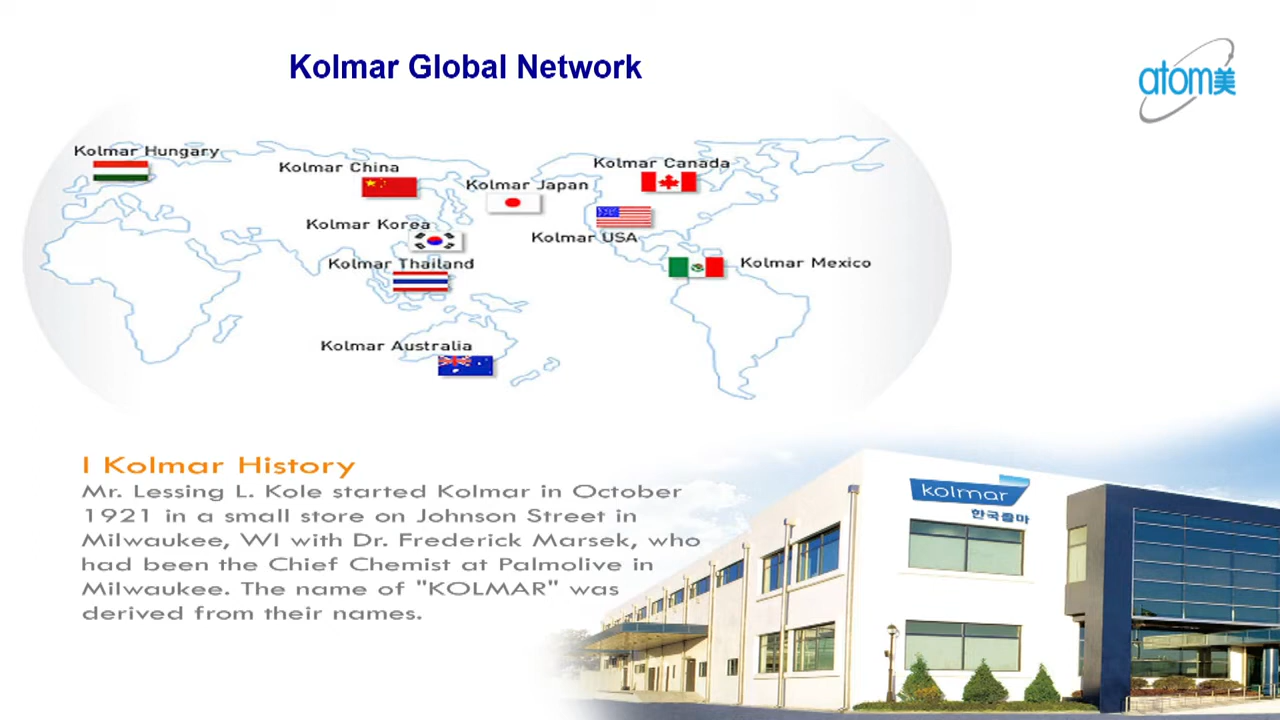 Kolmar Global Network
atom美
Kolmar Hungary
Kolmar China
Kolmar Canada
Kolmar Japan
Kolmar Korea
Kolmar USA
Kolmar Thailand
Kolmar Mexico
Kolmar Australia
I Kolmar History
Mr. Lessing L. Kole started Kolmar in October
1921 in a small store on Johnson Street in
Milwaukee, WI with Dr. Frederick Marsek, who
had been the Chief Chemist at Palmolive in
Milwaukee. The name of "KOLMAR" was
derived from their names.
kolmar
한국콜마